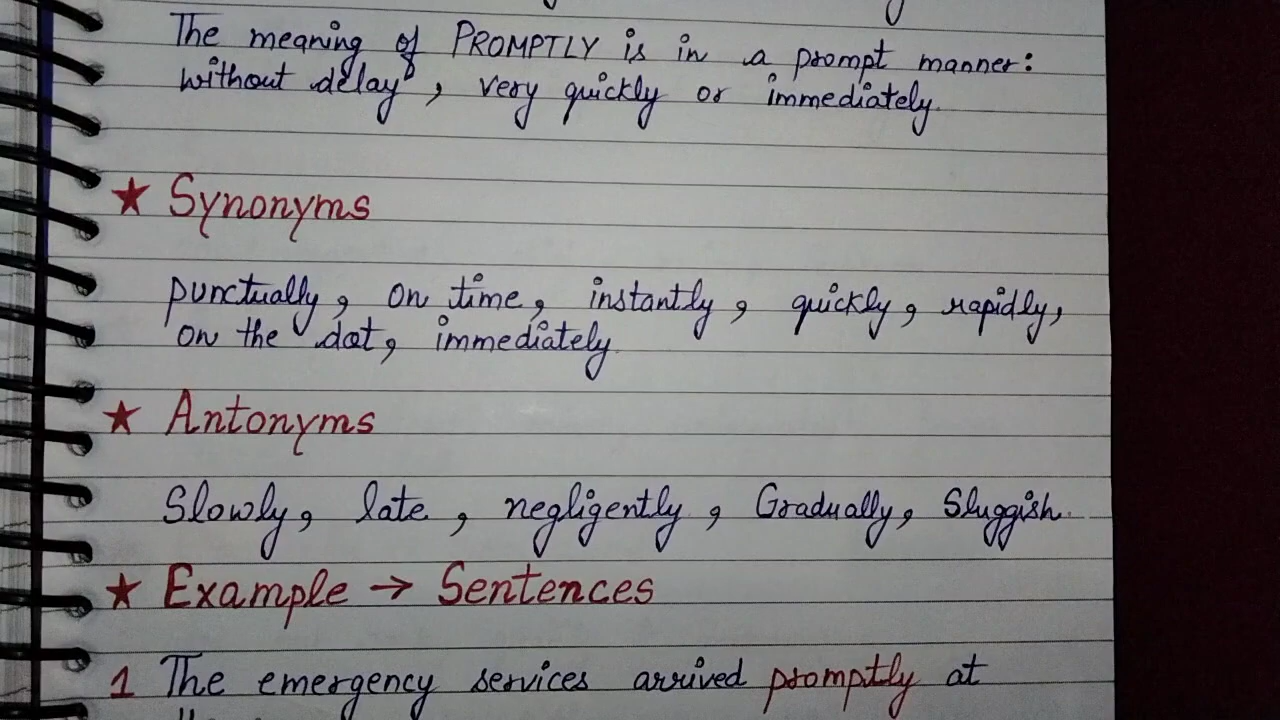 The meaning of PROMPTLY is in a prompt manner:
without delay, very quickly or immediately.
★ Synonyms
punctually, on time, instantly, quickly, rapidly,
on the dot, immediately
★ Antonyms
Slowly, late, negligently, Gradually, Sluggish.
★ Example → Sentences
1 The emergency services arrived promptly at